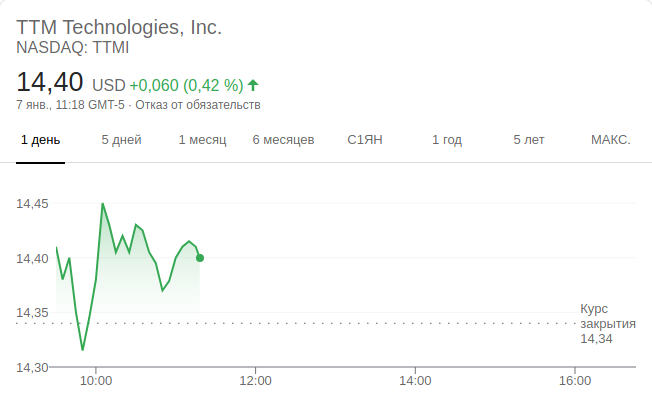 TTM Technologies, Inc.
NASDAQ: TTMI
14,40 USD +0,060 (0,42 %)
7 янв., 11:18 GMT-5 · Отказ от обязательств
1 день 5 дней 1 месяц 6 месяцев С1ЯН 1 год 5 лет МАКС.
14,45
14,40
14,35
Курс
закрытия
14,34
14,30
10:00 12:00 14:00 16:00